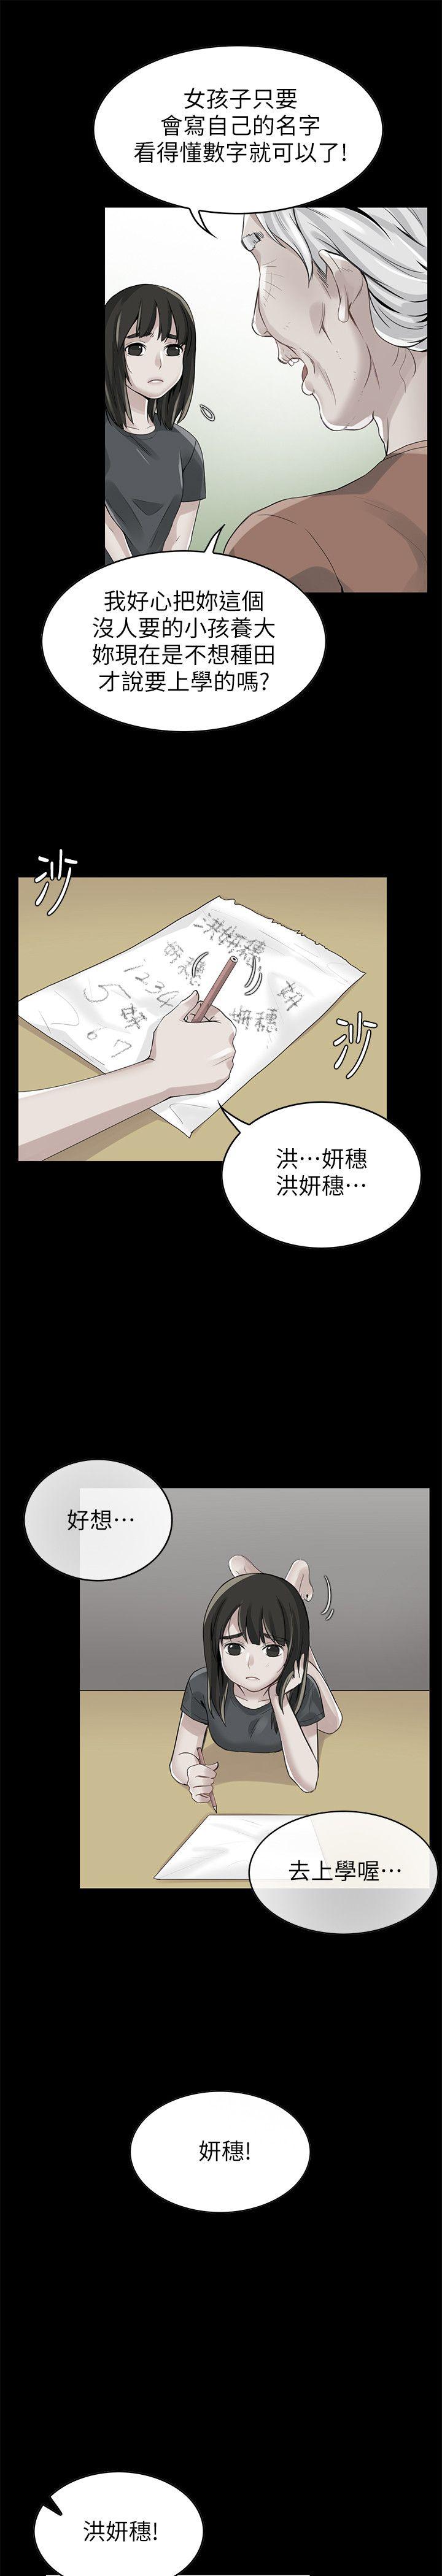 女孩子只要
會寫自己的名字
看得懂數字就可以了!
我好心把妳這個
沒人要的小孩養大
妳現在是不想種田
才說要上學的嗎?
沙
洪妍穗
妍穗
1234
妍
5
妍
妍穗
67
沙
洪⋯妍穗
洪妍穗⋯
好想⋯
去上學喔⋯
妍穗!
洪妍穗!